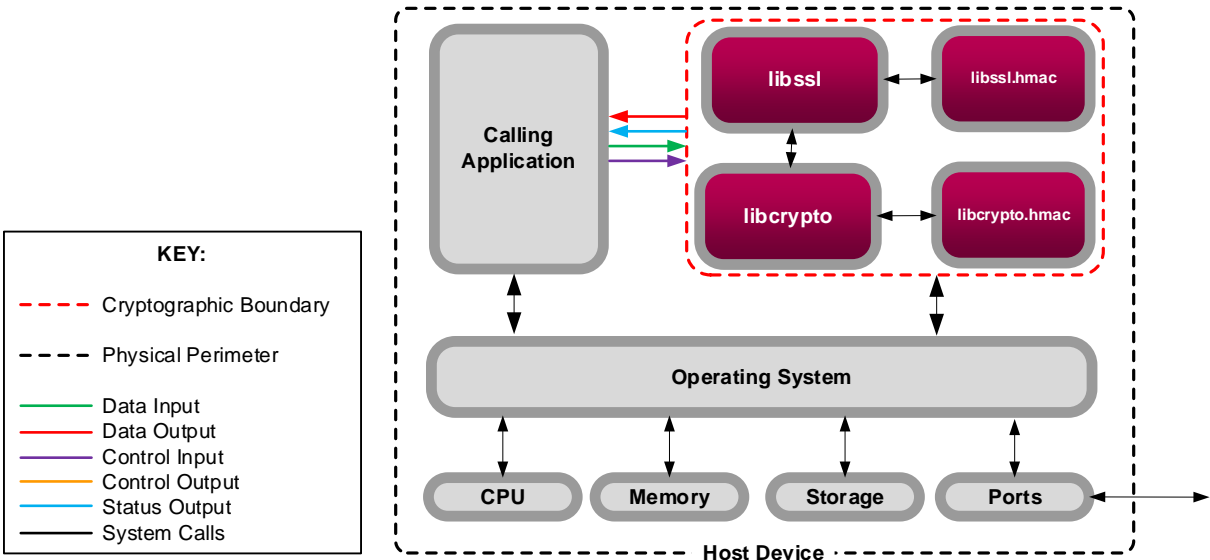 libssl
libssl.hmac
Calling
Application
libcrypto
libcrypto.hmac
KEY:
Cryptographic Boundary
Physical Perimeter
Data Input
Data Output
Control Input
Control Output
Status Output
System Calls
Operating System
CPU
Memory
Storage
Ports
Host Device